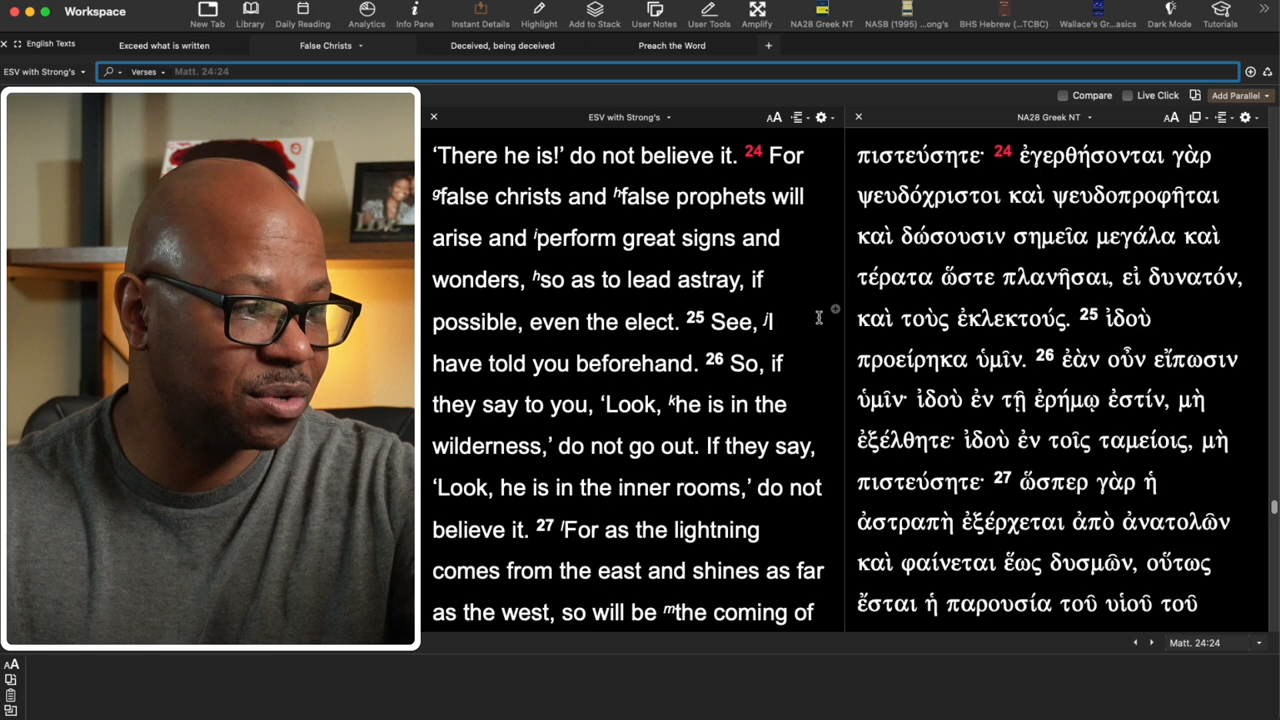 Workspace
New Tab
Library
Daily Reading
Analytics
Info Pane
Instant Details
Highlight
Add to Stack
User Notes
User Tools
Amplify
NA28 Greek NT
NASB (1995) ...ong's
BHS Hebrew (...TCBC)
Wallace's Gr...asics
Dark Mode
Tutorials
English Texts
Exceed what is written
False Christs
Deceived, being deceived
Preach the Word
ESV with Strong's
Verses
Matt. 24:24
Compare
Live Click
Add Parallel
ESV with Strong's
‘There he is!’ do not believe it. 24 For
gfalse christs and hfalse prophets will
arise and iperform great signs and
wonders, hso as to lead astray, if
possible, even the elect. 25 See, jI
have told you beforehand. 26 So, if
they say to you, ‘Look, khe is in the
wilderness,’ do not go out. If they say,
‘Look, he is in the inner rooms,’ do not
believe it. 27 lFor as the lightning
comes from the east and shines as far
as the west, so will be mthe coming of
NA28 Greek NT
πιστεύσητε· 24 ἐγερθήσονται γὰρ
ψευδόχριστοι καὶ ψευδοπροφῆται
καὶ δώσουσιν σημεῖα μεγάλα καὶ
τέρατα ὥστε πλανῆσαι, εἰ δυνατόν,
καὶ τοὺς ἐκλεκτούς. 25 ἰδοὺ
προείρηκα ὑμῖν. 26 ἐὰν οὖν εἴπωσιν
ὑμῖν· ἰδοὺ ἐν τῇ ἐρήμῳ ἐστίν, μὴ
ἐξέλθητε· ἰδοὺ ἐν τοῖς ταμείοις, μὴ
πιστεύσητε· 27 ὥσπερ γὰρ ἡ
ἀστραπὴ ἐξέρχεται ἀπὸ ἀνατολῶν
καὶ φαίνεται ἕως δυσμῶν, οὕτως
ἔσται ἡ παρουσία τοῦ υἱοῦ τοῦ
Matt. 24:24